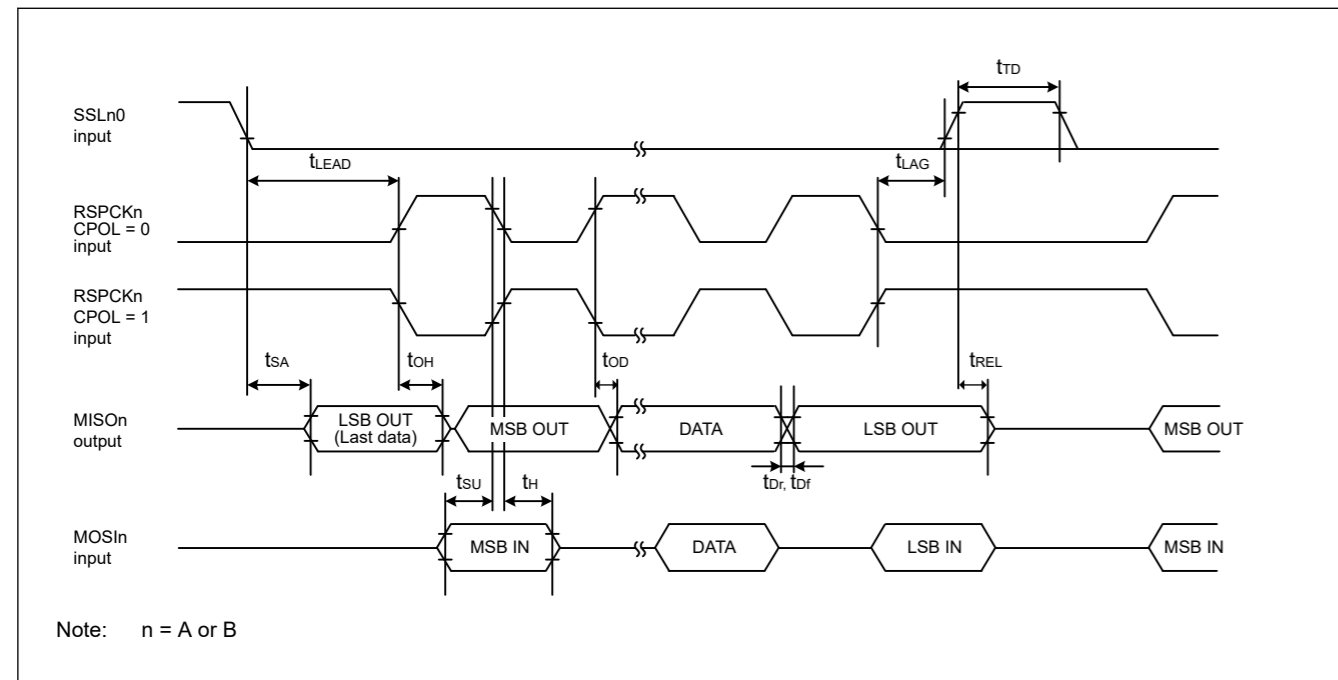 tTD
SSLn0
input
tLEAD
tLAG
RSPCKn
CPOL = 0
input
RSPCKn
CPOL = 1
input
tSA
tOH
tOD
tREL
MISOn
output
LSB OUT
(Last data)
MSB OUT
DATA
LSB OUT
MSB OUT
tSU
tH
tDr, tDf
MOSIn
input
MSB IN
DATA
LSB IN
MSB IN
Note: n = A or B